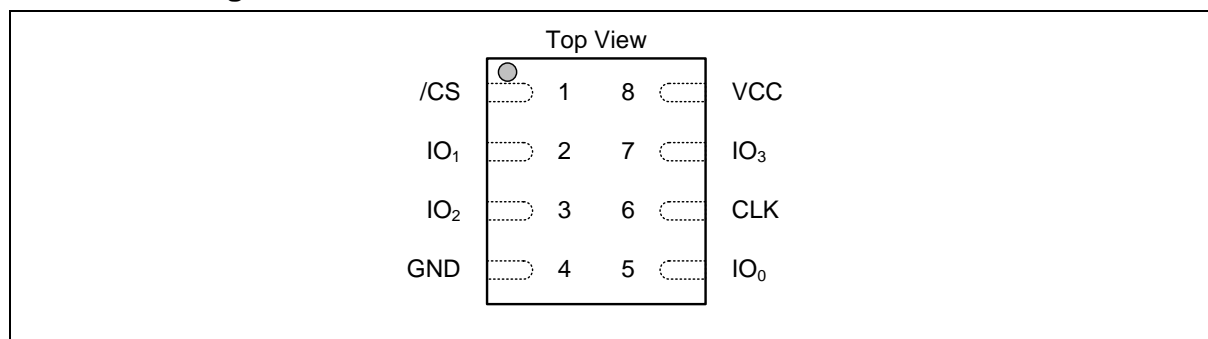 Top View
/CS 1 8 VCC
IO₁ 2 7 IO₃
IO₂ 3 6 CLK
GND 4 5 IO₀